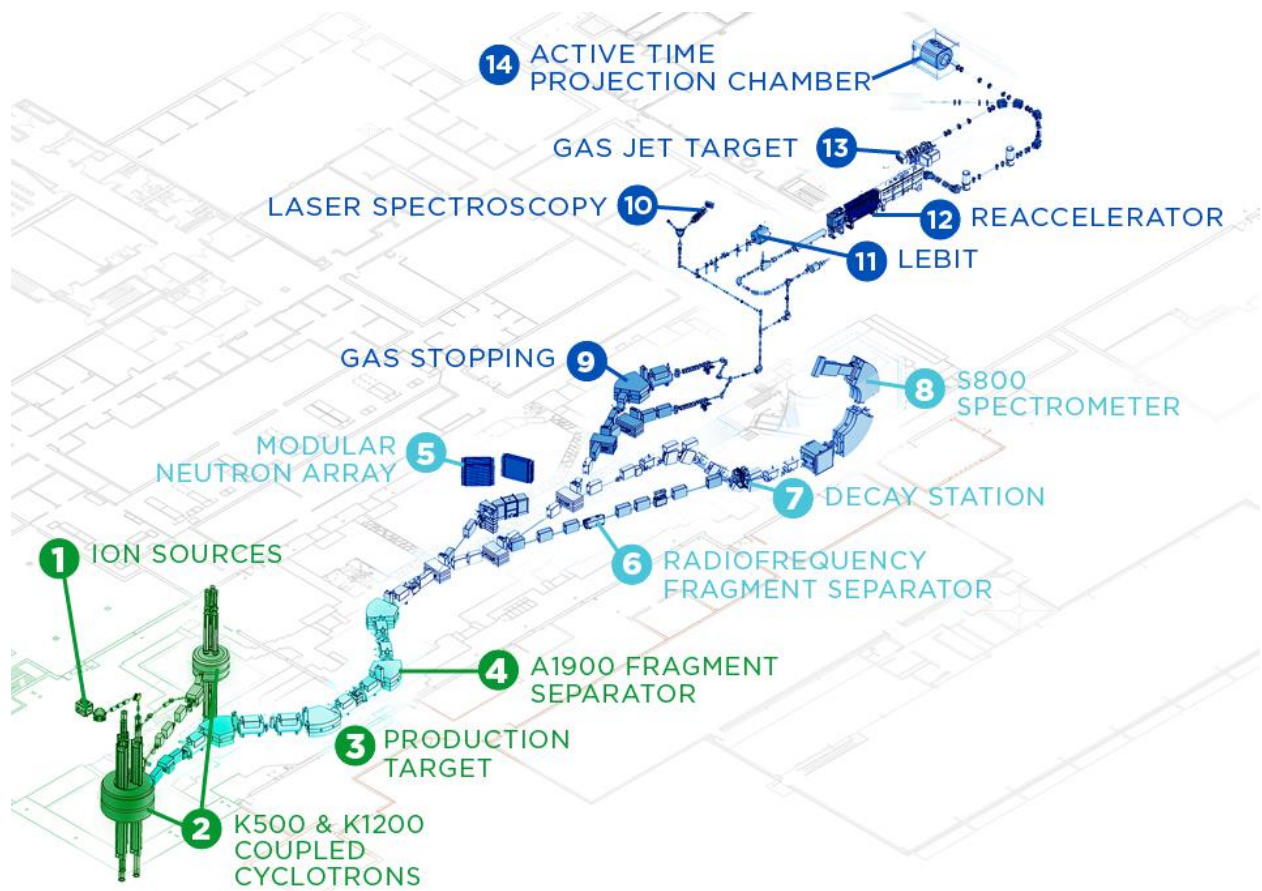 1 ION SOURCES
2 K500 & K1200
COUPLED
CYCLOTRONS
3 PRODUCTION
TARGET
4 A1900 FRAGMENT
SEPARATOR
MODULAR 5
NEUTRON
ARRAY
6 RADIOFREQUENCY
FRAGMENT SEPARATOR
7 DECAY STATION
8 S800
SPECTROMETER
GAS STOPPING 9
LASER SPECTROSCOPY 10
11 LEBIT
12 REACCELERATOR
GAS JET TARGET 13
14 ACTIVE TIME
PROJECTION CHAMBER